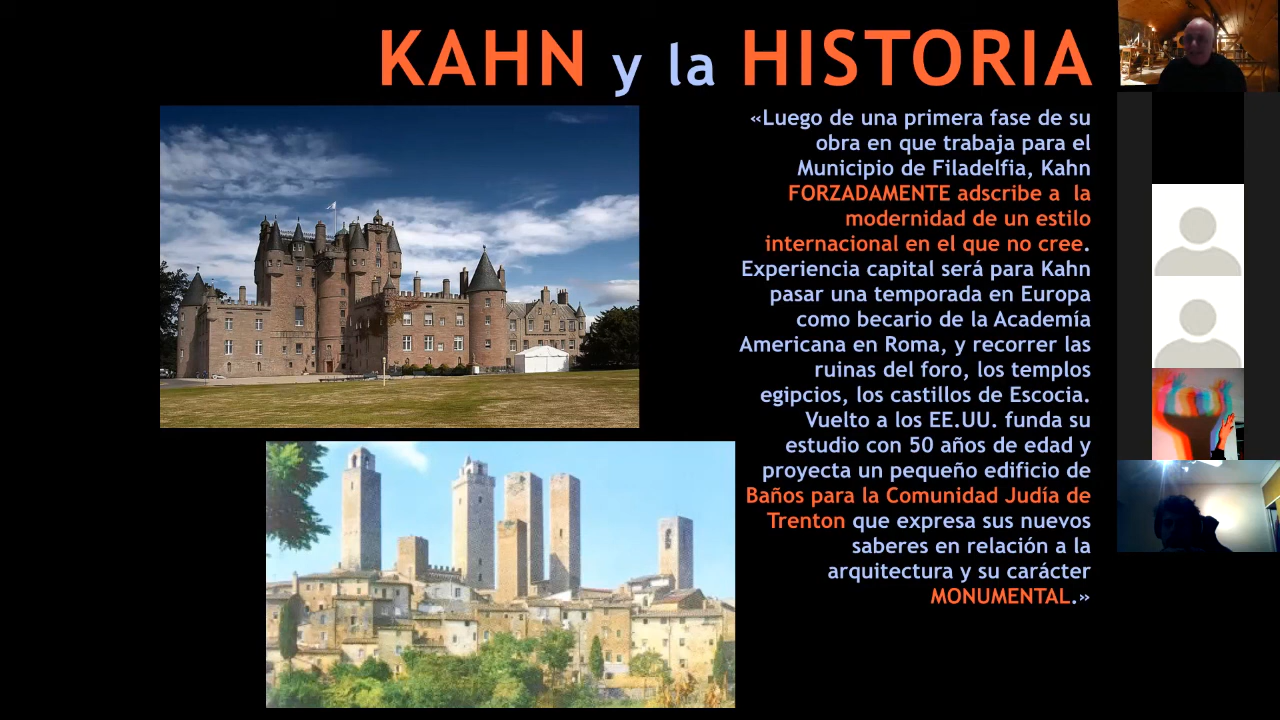 KAHN y la HISTORIA
«Luego de una primera fase de su
obra en que trabaja para el
Municipio de Filadelfia, Kahn
FORZADAMENTE adscribe a la
modernidad de un estilo
internacional en el que no cree.
Experiencia capital será para Kahn
pasar una temporada en Europa
como becario de la Academía
Americana en Roma, y recorrer las
ruinas del foro, los templos
egipcios, los castillos de Escocia.
Vuelto a los EE.UU. funda su
estudio con 50 años de edad y
proyecta un pequeño edificio de
Baños para la Comunidad Judía de
Trenton que expresa sus nuevos
saberes en relación a la
arquitectura y su carácter
MONUMENTAL.»